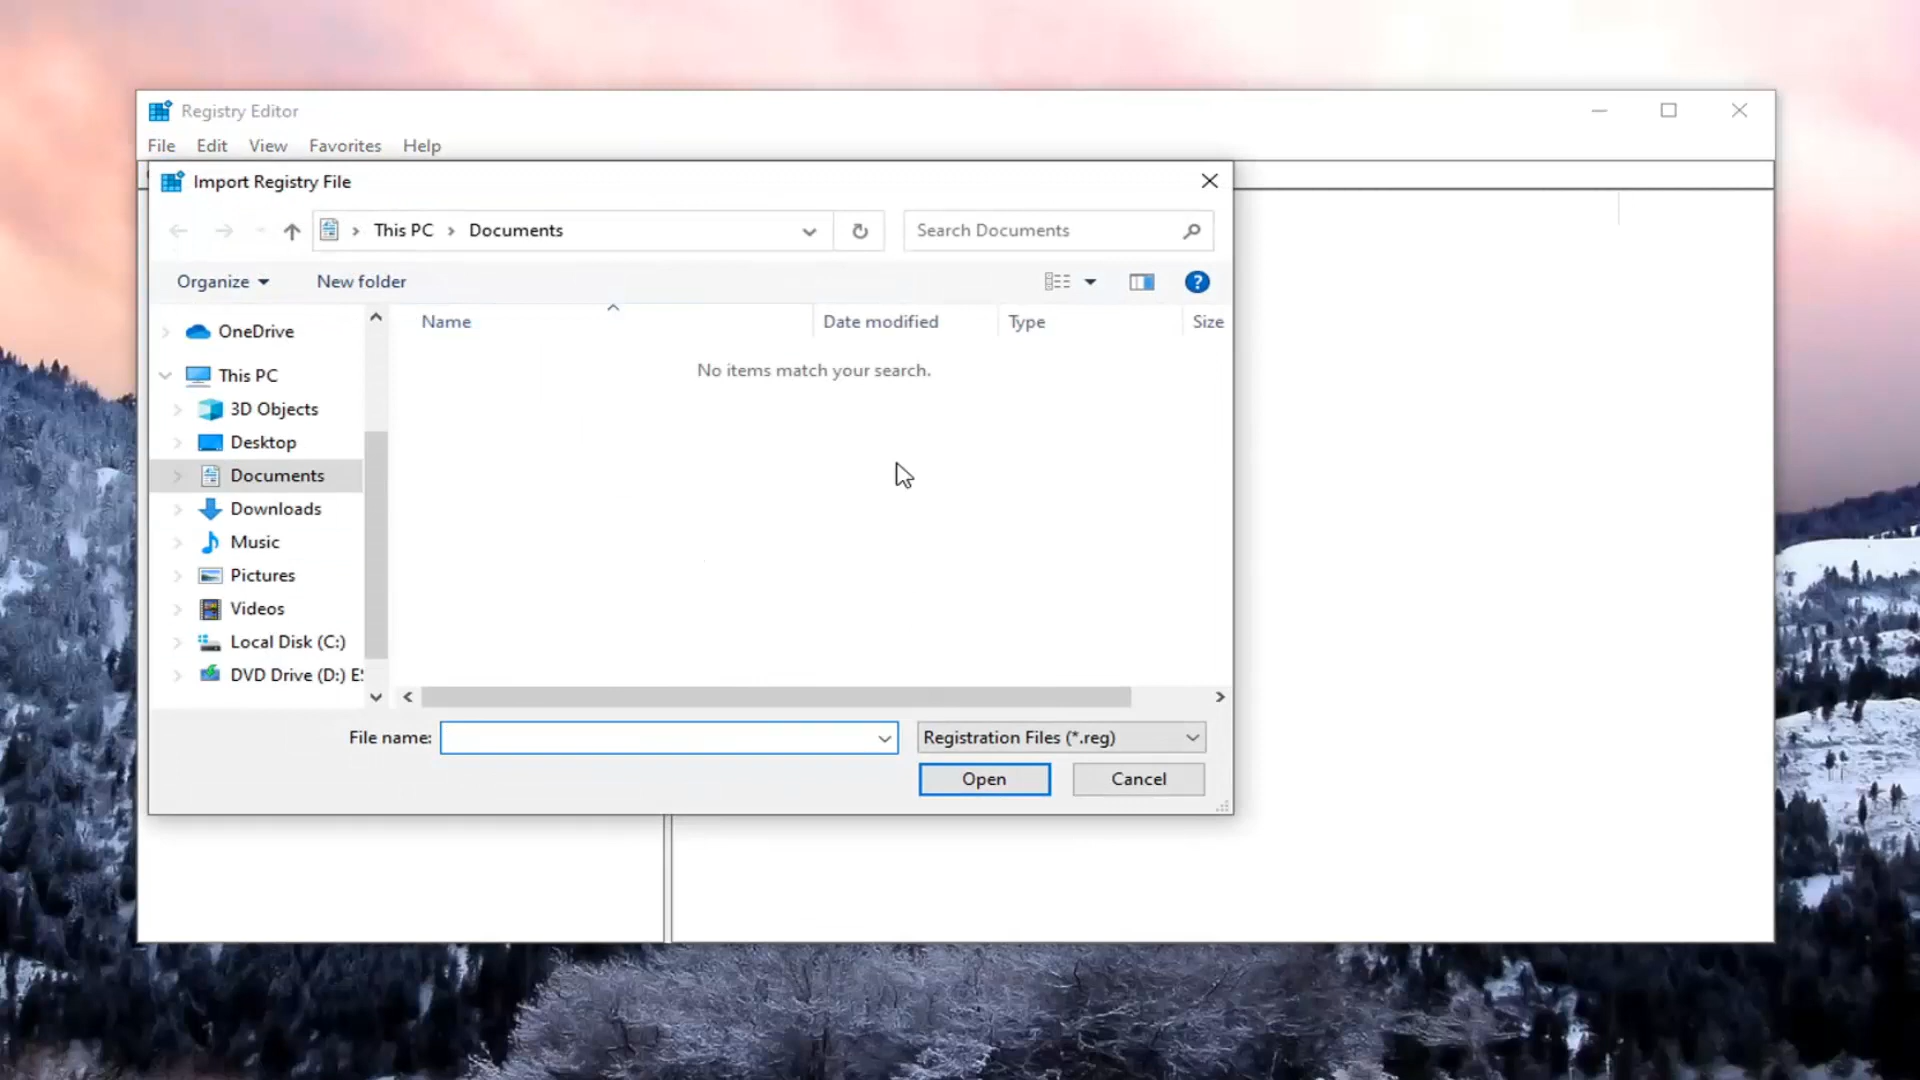 Registry Editor
File Edit View Favorites Help
Import Registry File
This PC Documents
Search Documents
Organize New folder
Name Date modified Type Size
No items match your search.
OneDrive
This PC
3D Objects
Desktop
Documents
Downloads
Music
Pictures
Videos
Local Disk (C:)
DVD Drive (D:)
File name:
Registration Files (*.reg)
Open Cancel